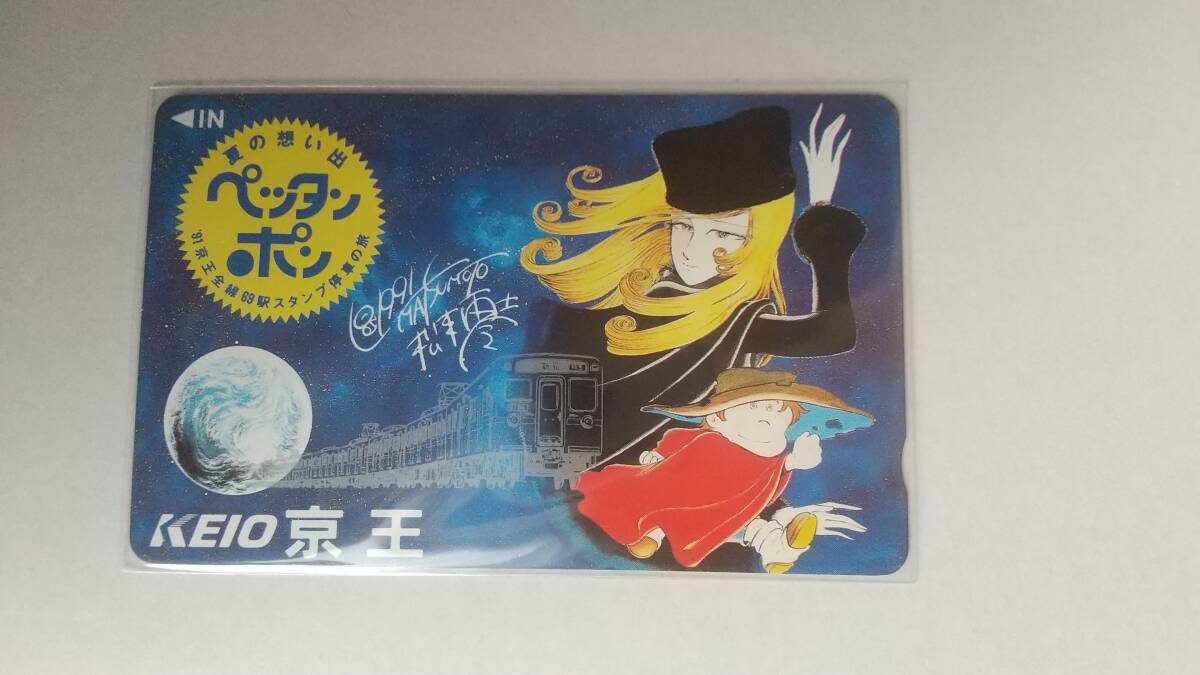 ◀IN
夏の想い出
ペッタン
ポン
'91京王全線69駅スタンプ停車の旅
©1991
MATSUMOTO
松本零士
KEIO 京王